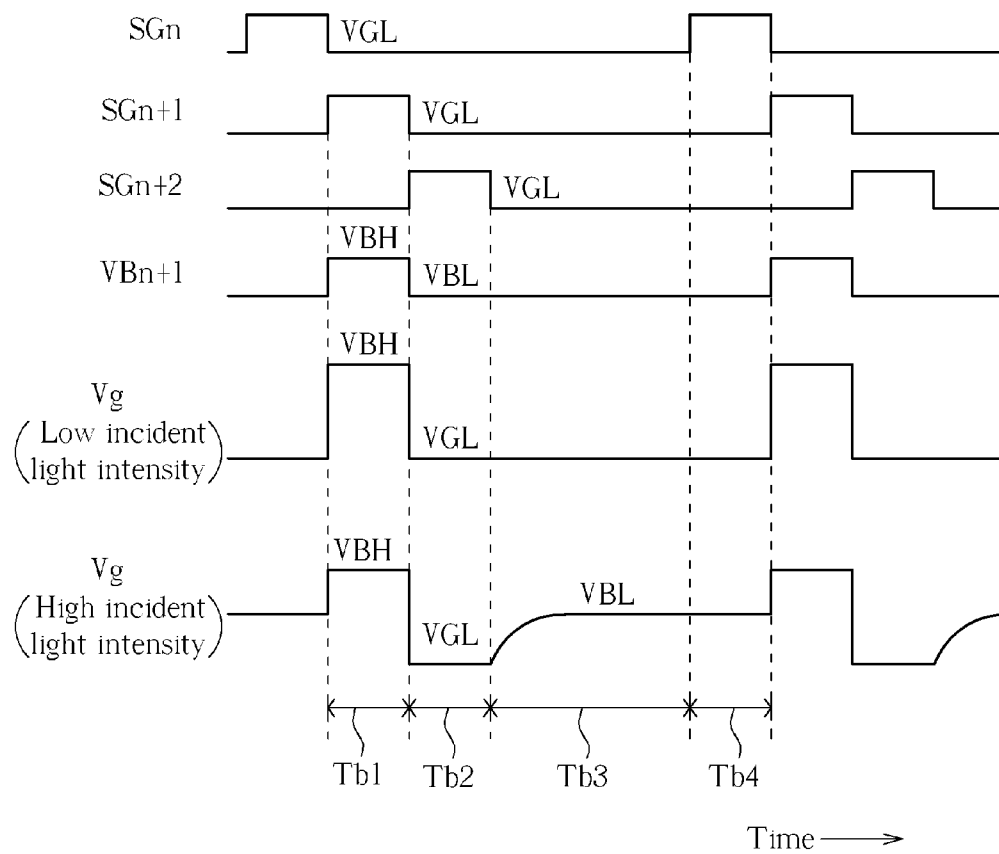 SGn
VGL
SGn+1
VGL
SGn+2
VGL
VBH
VBn+1
VBL
VBH
Vg
(Low incident
light intensity)
VGL
VBH
Vg
(High incident
light intensity)
VBL
VGL
Tb1
Tb2
Tb3
Tb4
Time